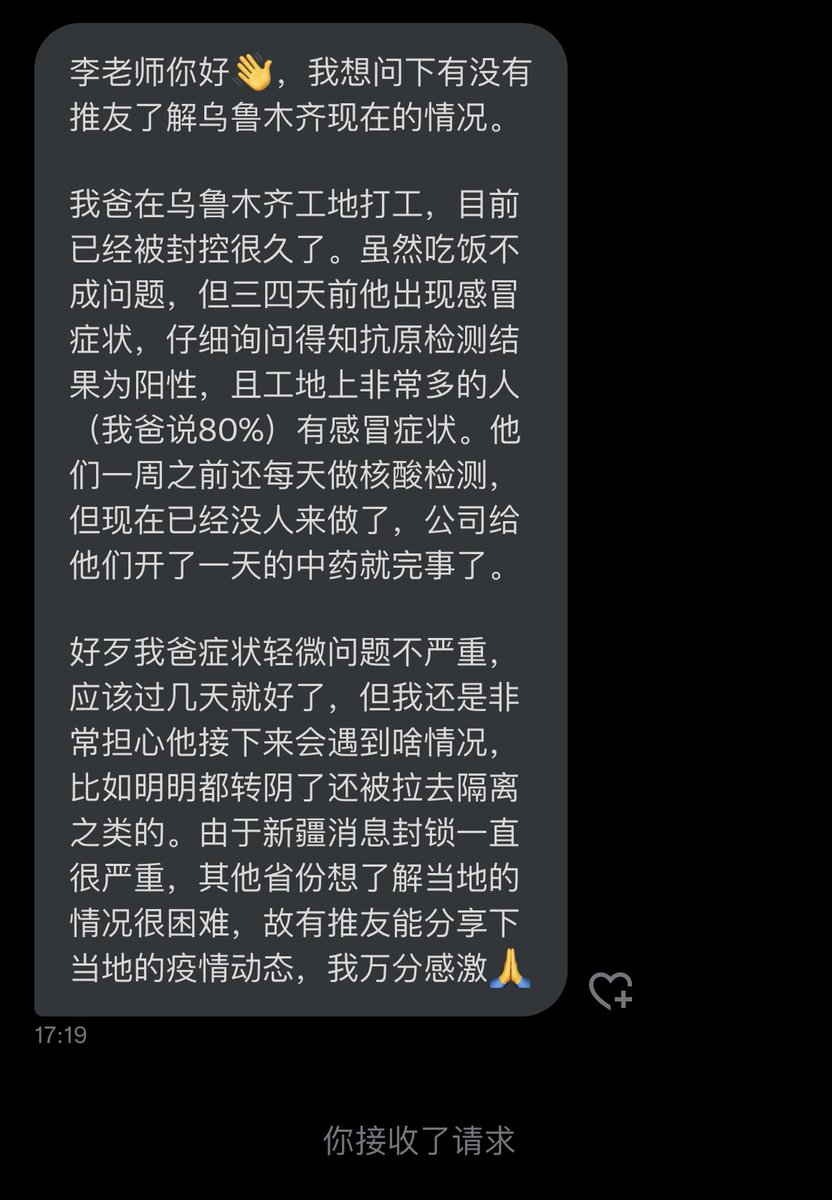 李老师你好👋，我想问下有没有
推友了解乌鲁木齐现在的情况。
我爸在乌鲁木齐工地打工，目前
已经被封控很久了。虽然吃饭不
成问题，但三四天前他出现感冒
症状，仔细询问得知抗原检测结
果为阳性，且工地上非常多的人
（我爸说80%）有感冒症状。他
们一周之前还每天做核酸检测，
但现在已经没人来做了，公司给
他们开了一天的中药就完事了。
好歹我爸症状轻微问题不严重，
应该过几天就好了，但我还是非
常担心他接下来会遇到啥情况，
比如明明都转阴了还被拉去隔离
之类的。由于新疆消息封锁一直
很严重，其他省份想了解当地的
情况很困难，故有推友能分享下
当地的疫情动态，我万分感激🙏
17:19
你接收了请求